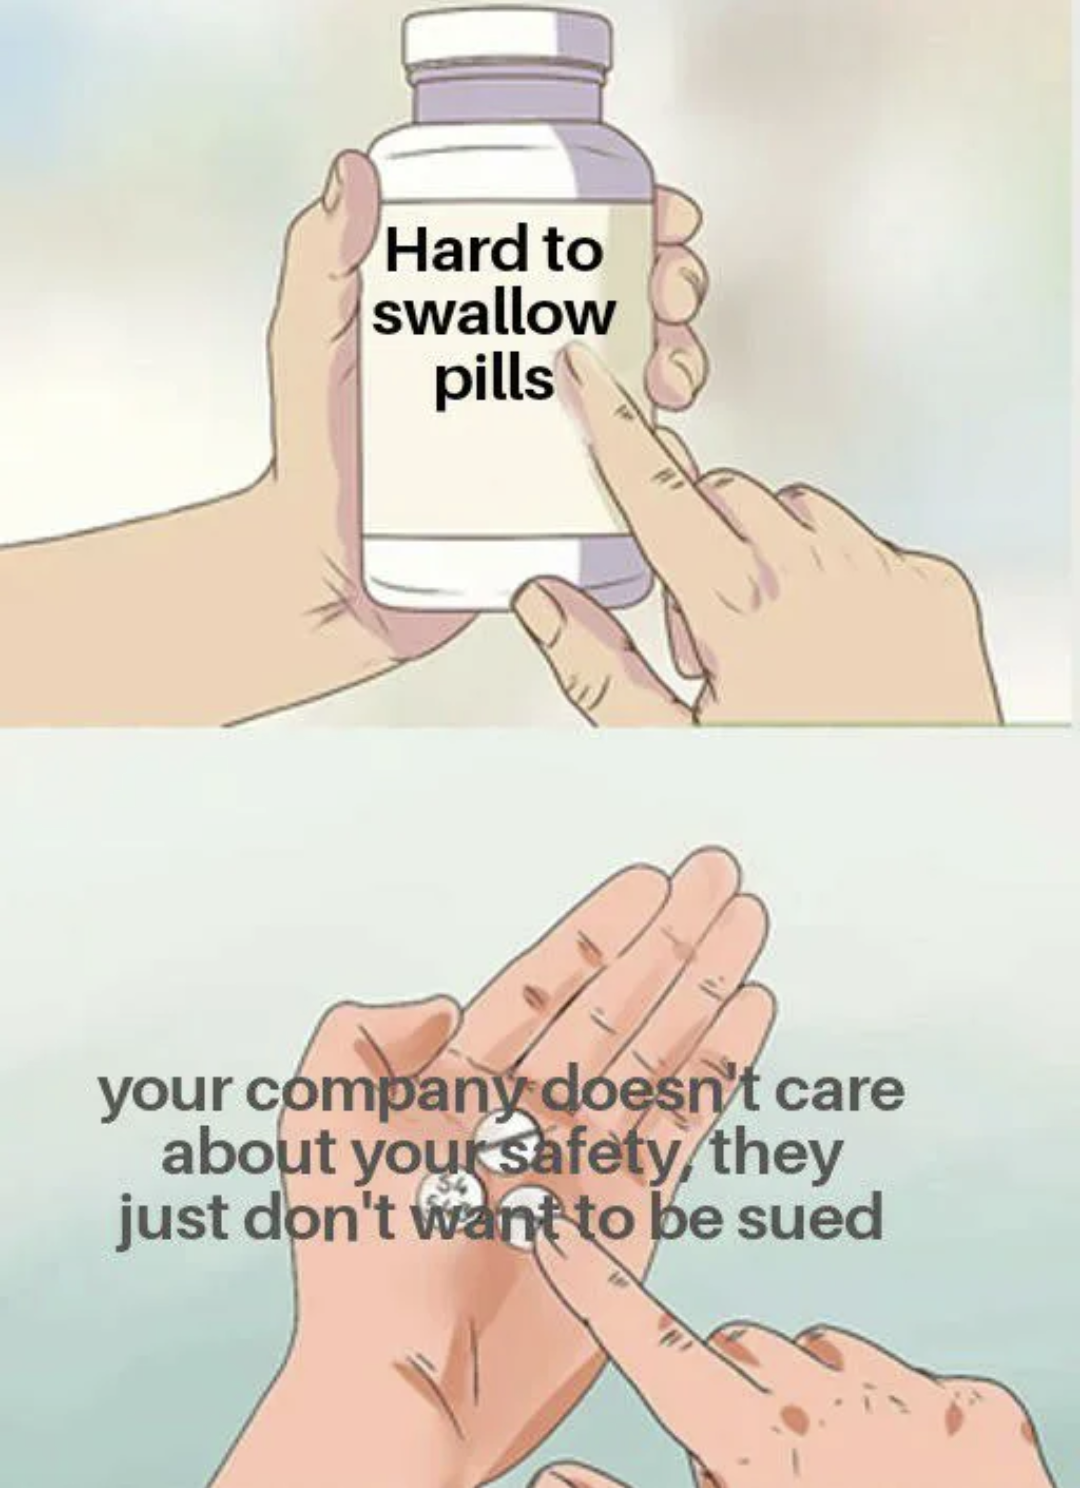 Hard to
swallow
pills
your company doesn't care
about your safety, they
just don't want to be sued